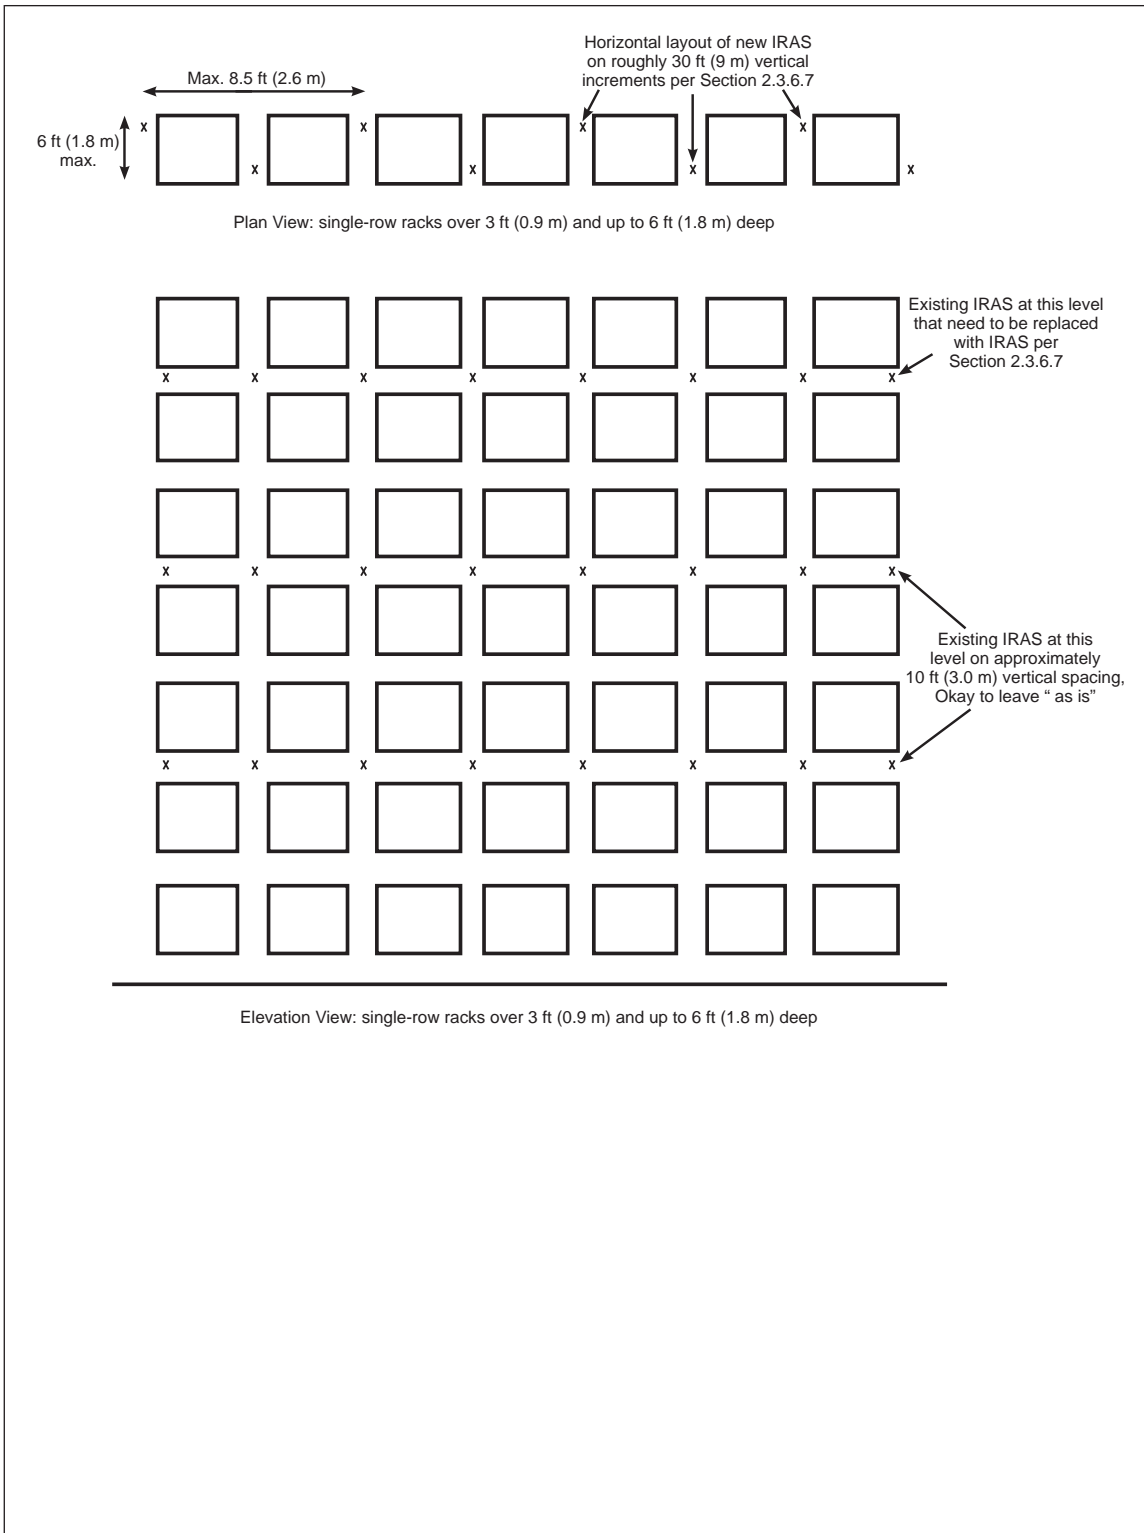 Horizontal layout of new IRAS
on roughly 30 ft (9 m) vertical
increments per Section 2.3.6.7
Max. 8.5 ft (2.6 m)
6 ft (1.8 m)
max.
x x x x
x x x x
Plan View: single-row racks over 3 ft (0.9 m) and up to 6 ft (1.8 m) deep
Existing IRAS at this level
that need to be replaced
with IRAS per
Section 2.3.6.7
x x x x x x x x
x x x x x x x x
Existing IRAS at this
level on approximately
10 ft (3.0 m) vertical spacing,
Okay to leave “ as is”
x x x x x x x x
Elevation View: single-row racks over 3 ft (0.9 m) and up to 6 ft (1.8 m) deep